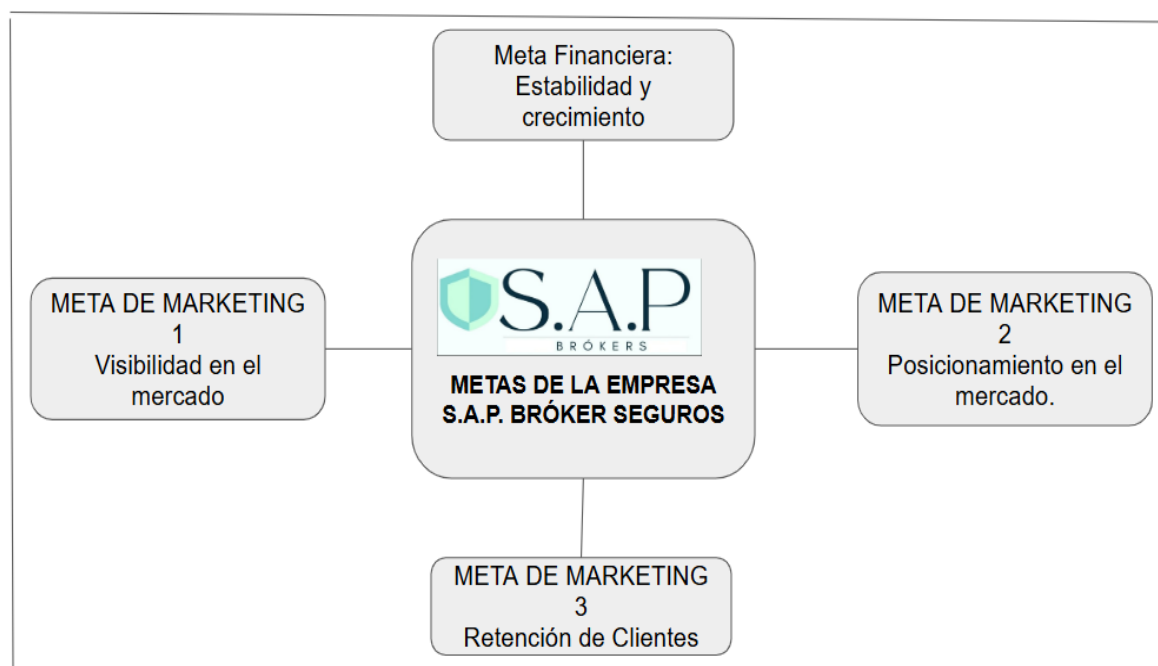 Meta Financiera:
Estabilidad y
crecimiento
META DE MARKETING
1
Visibilidad en el
mercado
S.A.P
BRÓKERS
METAS DE LA EMPRESA
S.A.P. BRÓKER SEGUROS
META DE MARKETING
2
Posicionamiento en el
mercado.
META DE MARKETING
3
Retención de Clientes